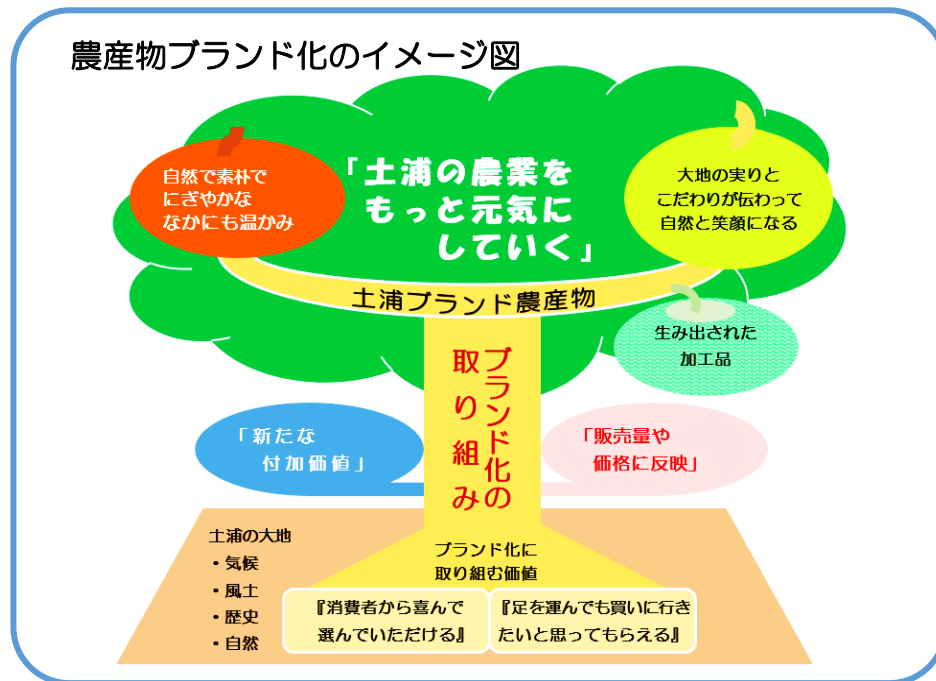 農産物ブランド化のイメージ図
自然で素朴で
にぎやかな
なかにも温かみ
「土浦の農業を
もっと元気に
していく」
大地の実りと
こだわりが伝わって
自然と笑顔になる
土浦ブランド農産物
生み出された
加工品
ブランド化の
取り組み
「新たな
付加価値」
「販売量や
価格に反映」
土浦の大地
・気候
・風土
・歴史
・自然
ブランド化に
取り組む価値
『消費者から喜んで
選んでいただける』
『足を運んでも買いに行き
たいと思ってもらえる』